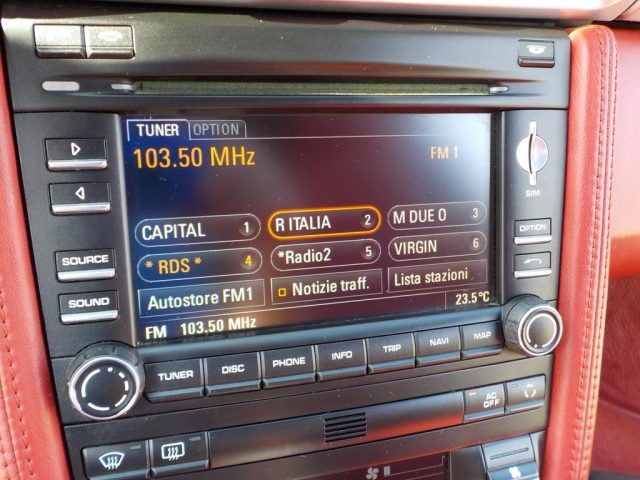 TUNER OPTION
103.50 MHz FM 1
CAPITAL 1 R ITALIA 2 M DUE O 3
* RDS * 4 *Radio2 5 VIRGIN 6
Autostore FM1 Notizie traff. Lista stazioni
FM 103.50 MHz 23.5 °C
SIM
OPTION
SOURCE
SOUND
TUNER DISC PHONE INFO TRIP NAVI MAP
AC OFF